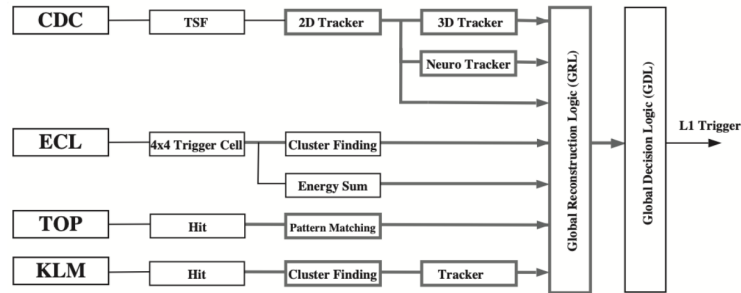 CDC
TSF
2D Tracker
3D Tracker
Neuro Tracker
ECL
4x4 Trigger Cell
Cluster Finding
Energy Sum
TOP
Hit
Pattern Matching
KLM
Hit
Cluster Finding
Tracker
Global Reconstruction Logic (GRL)
Global Decision Logic (GDL)
L1 Trigger